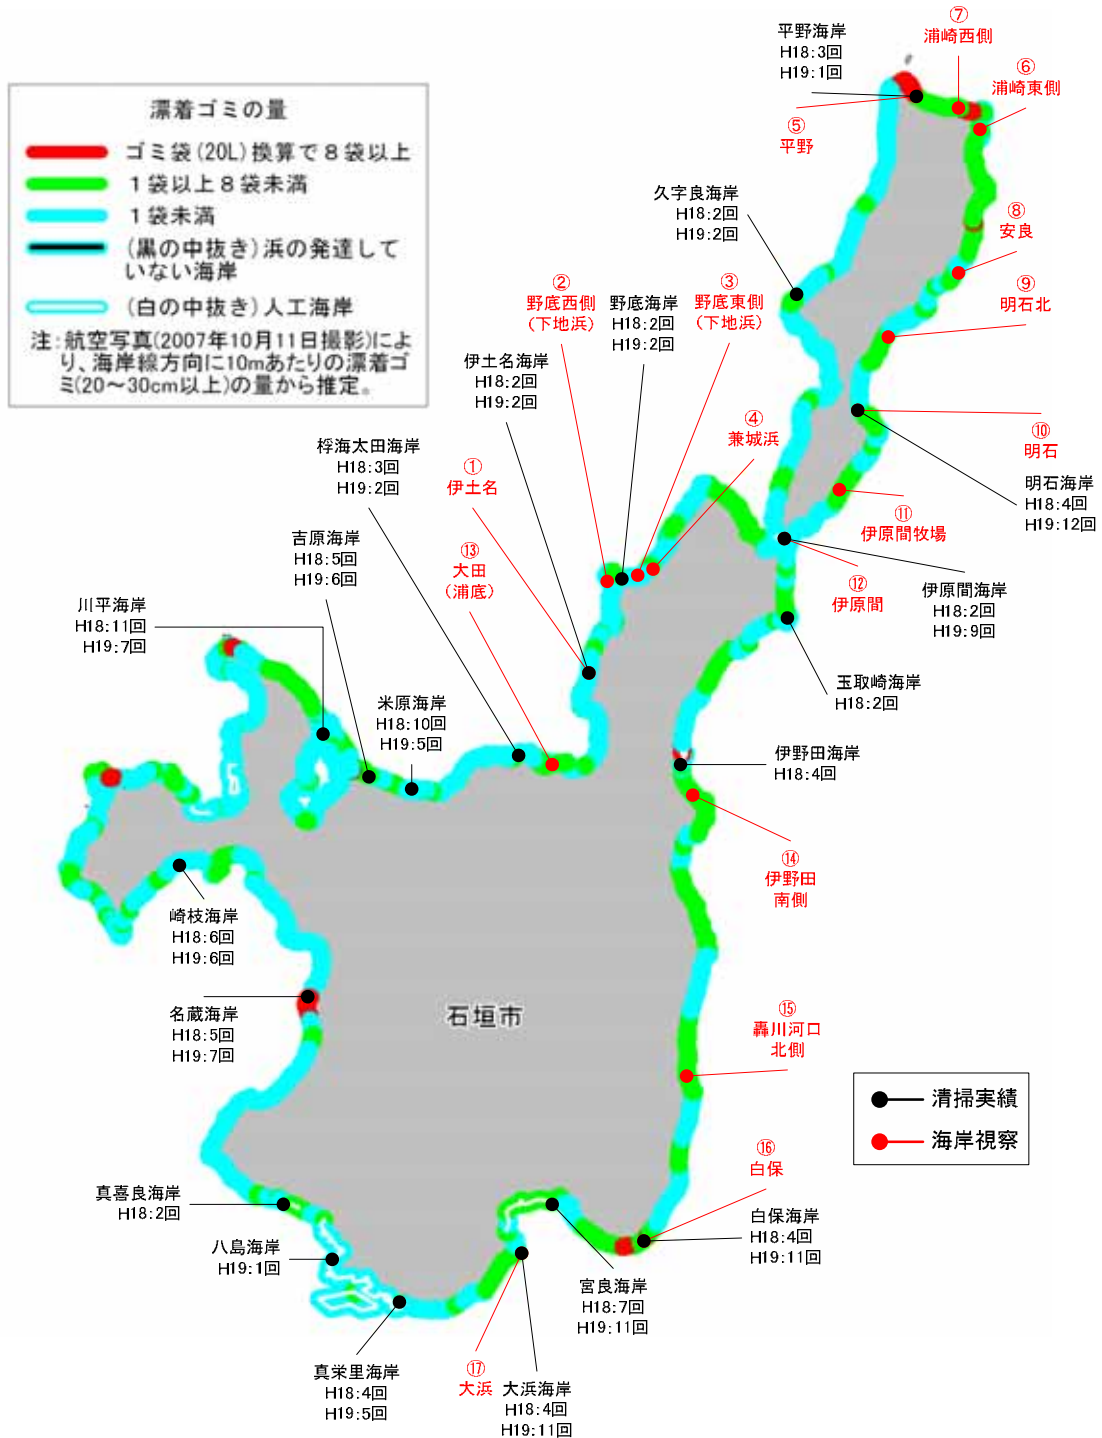 漂着ゴミの量
ゴミ袋(20L)換算で8袋以上
1袋以上8袋未満
1袋未満
(黒の中抜き)浜の発達して
いない海岸
(白の中抜き)人工海岸
注:航空写真(2007年10月11日撮影)によ
り、海岸線方向に10mあたりの漂着ゴ
ミ(20〜30cm以上)の量から推定。
平野海岸
H18:3回
H19:1回
⑦
浦崎西側
⑥
浦崎東側
⑤
平野
久字良海岸
H18:2回
H19:2回
⑧
安良
⑨
明石北
②
野底西側
(下地浜)
野底海岸
H18:2回
H19:2回
③
野底東側
(下地浜)
伊土名海岸
H18:2回
H19:2回
④
兼城浜
⑩
明石
明石海岸
H18:4回
H19:12回
桴海太田海岸
H18:3回
H19:2回
①
伊土名
⑪
伊原間牧場
吉原海岸
H18:5回
H19:6回
⑬
大田
(浦底)
⑫
伊原間
伊原間海岸
H18:2回
H19:9回
川平海岸
H18:11回
H19:7回
米原海岸
H18:10回
H19:5回
玉取崎海岸
H18:2回
伊野田海岸
H18:4回
⑭
伊野田
南側
崎枝海岸
H18:6回
H19:6回
名蔵海岸
H18:5回
H19:7回
石垣市
⑮
轟川河口
北側
清掃実績
海岸視察
⑯
白保
真喜良海岸
H18:2回
白保海岸
H18:4回
H19:11回
八島海岸
H19:1回
宮良海岸
H18:7回
H19:11回
真栄里海岸
H18:4回
H19:5回
⑰
大浜
大浜海岸
H18:4回
H19:11回